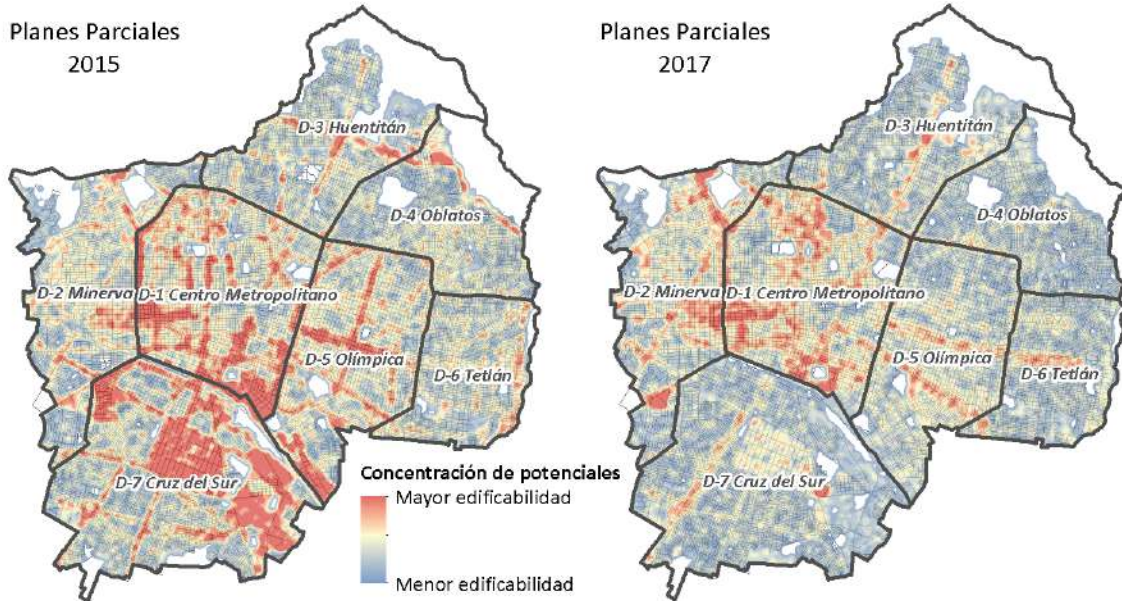 Planes Parciales
2015
D-3 Huentitán
D-4 Oblatos
D-2 Minerva
D-1 Centro Metropolitano
D-5 Olímpica
D-6 Tetlán
D-7 Cruz del Sur
Concentración de potenciales
Mayor edificabilidad
Menor edificabilidad
Planes Parciales
2017
D-3 Huentitán
D-4 Oblatos
D-2 Minerva
D-1 Centro Metropolitano
D-5 Olímpica
D-6 Tetlán
D-7 Cruz del Sur